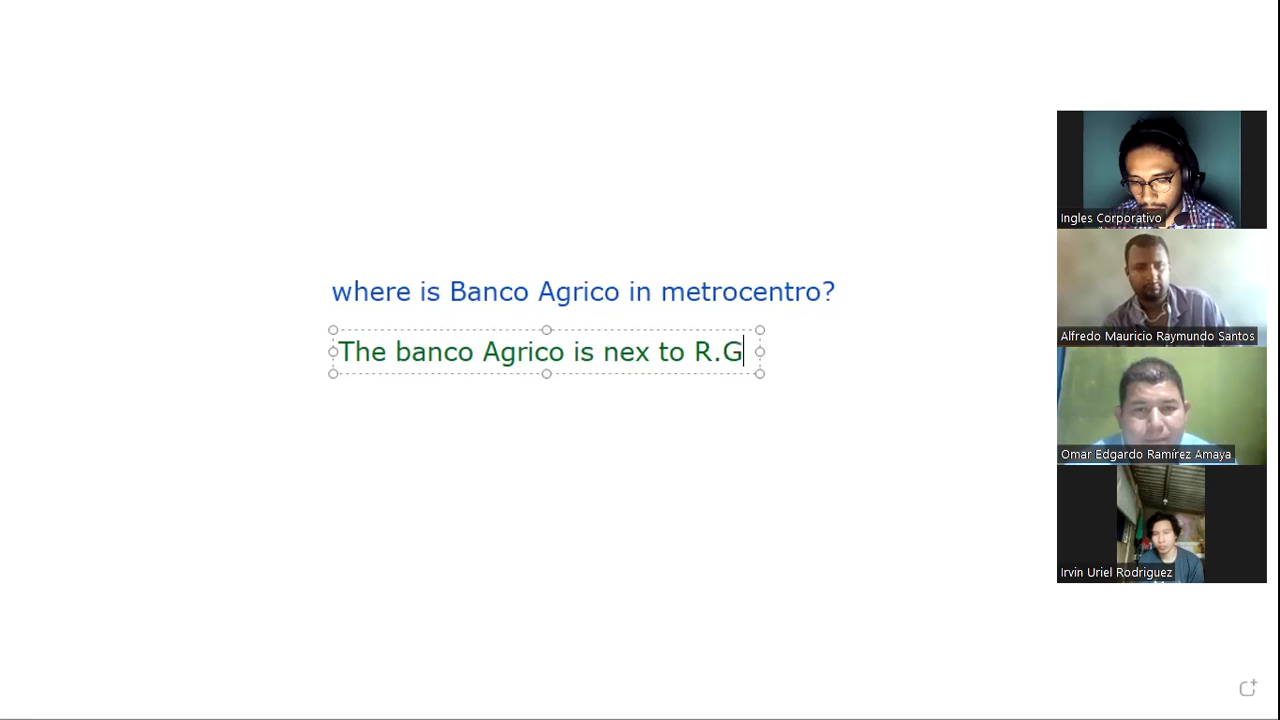 where is Banco Agrico in metrocentro?
The banco Agrico is nex to R.G
Ingles Corporativo
Alfredo Mauricio Raymundo Santos
Omar Edgardo Ramírez Amaya
Irvin Uriel Rodriguez